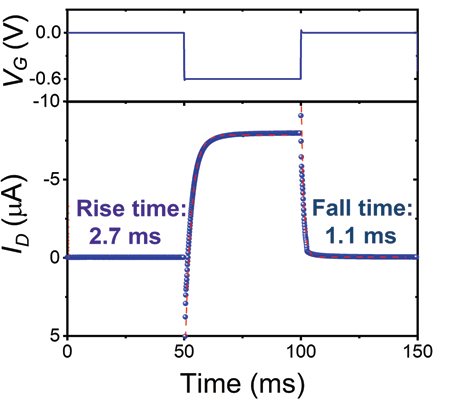 V_G (V)
0.0
-0.6
-10
I_D (μA)
-5
0
5
Rise time:
2.7 ms
Fall time:
1.1 ms
0
50
100
150
Time (ms)